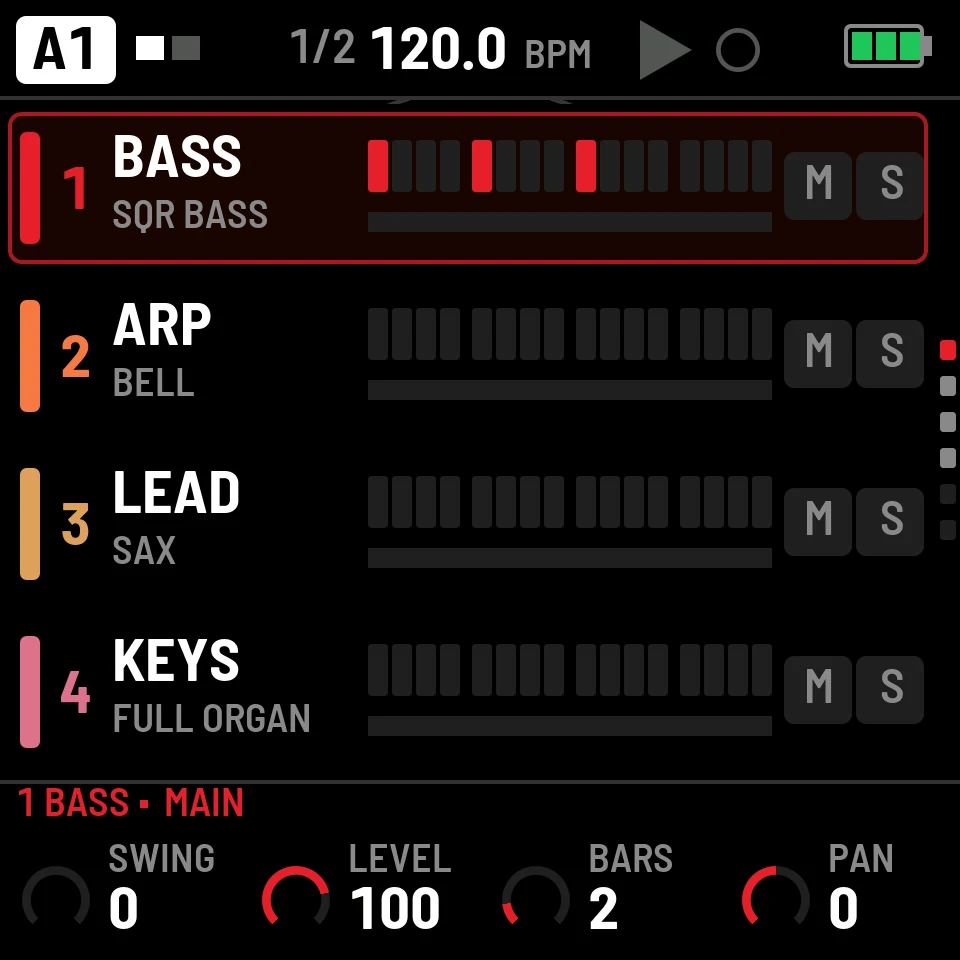 A1 1/2 120.0 BPM
1 BASS M S
SQR BASS
2 ARP M S
BELL
3 LEAD M S
SAX
4 KEYS M S
FULL ORGAN
1 BASS ▪ MAIN
SWING LEVEL BARS PAN
0 100 2 0